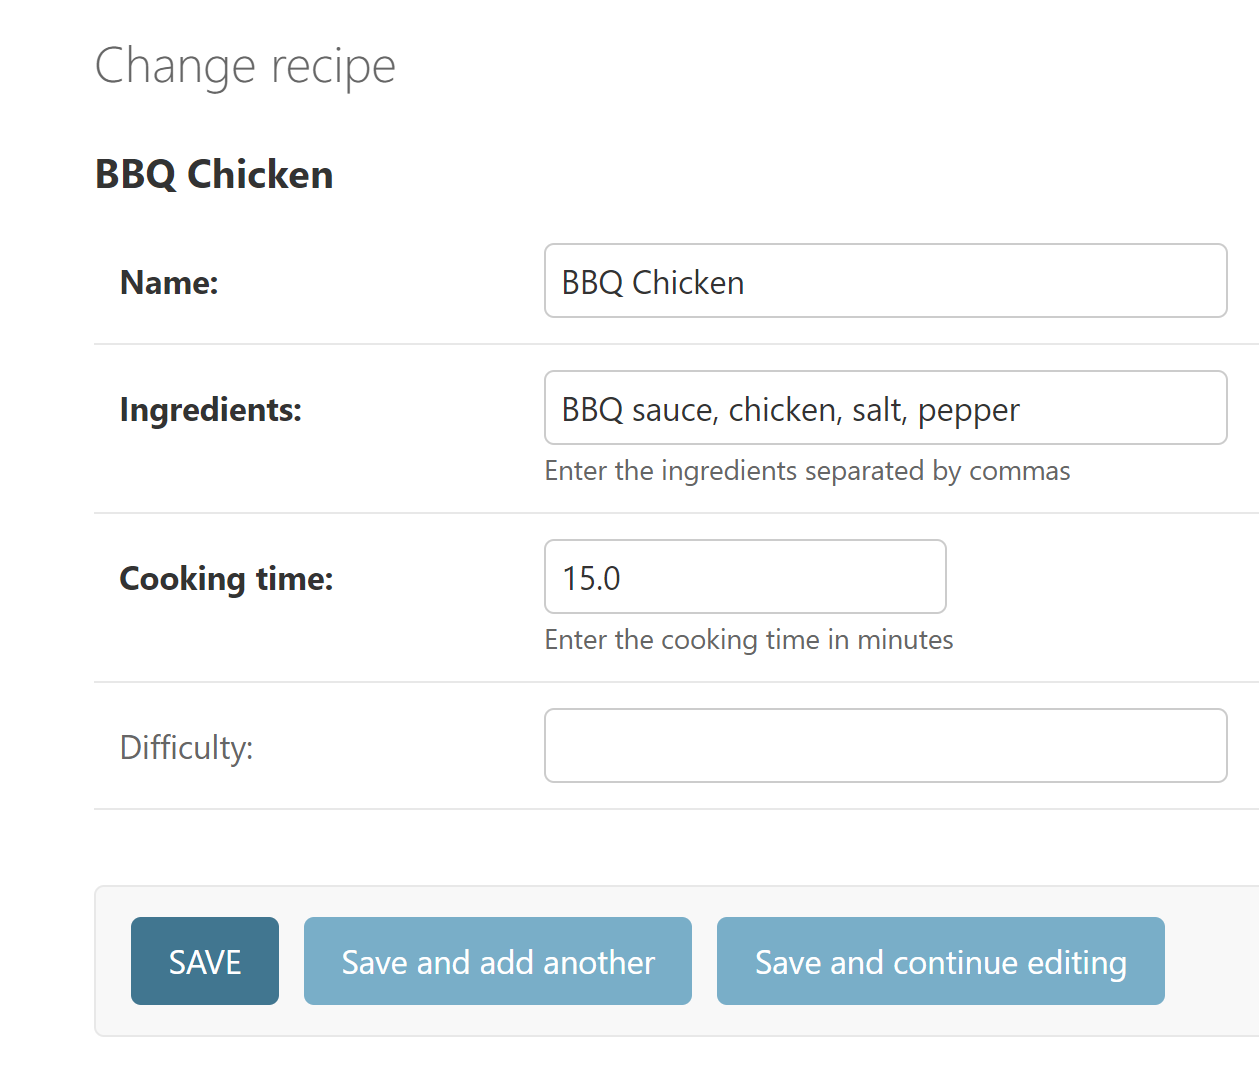 Change recipe
BBQ Chicken
Name: BBQ Chicken
Ingredients: BBQ sauce, chicken, salt, pepper
Enter the ingredients separated by commas
Cooking time: 15.0
Enter the cooking time in minutes
Difficulty:
SAVE Save and add another Save and continue editing